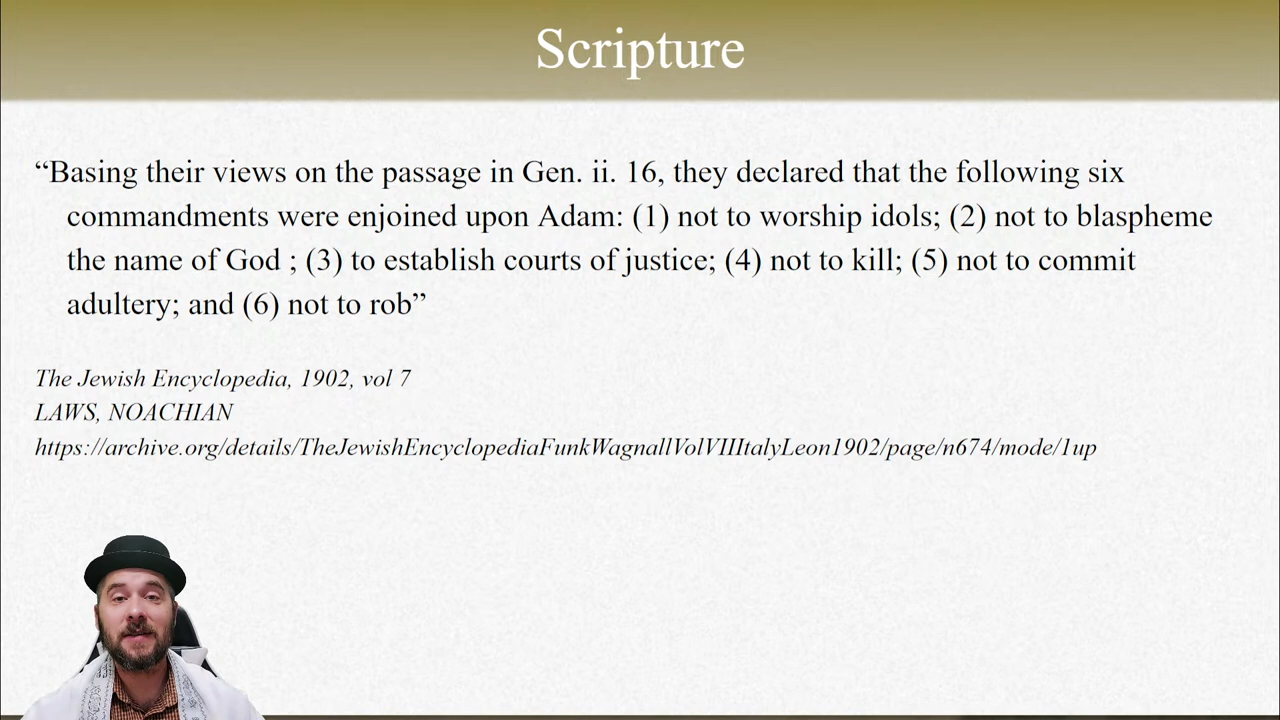 Scripture
“Basing their views on the passage in Gen. ii. 16, they declared that the following six
commandments were enjoined upon Adam: (1) not to worship idols; (2) not to blaspheme
the name of God ; (3) to establish courts of justice; (4) not to kill; (5) not to commit
adultery; and (6) not to rob”
The Jewish Encyclopedia, 1902, vol 7
LAWS, NOACHIAN
https://archive.org/details/TheJewishEncyclopediaFunkWagnallVolVIIItalyLeon1902/page/n674/mode/1up